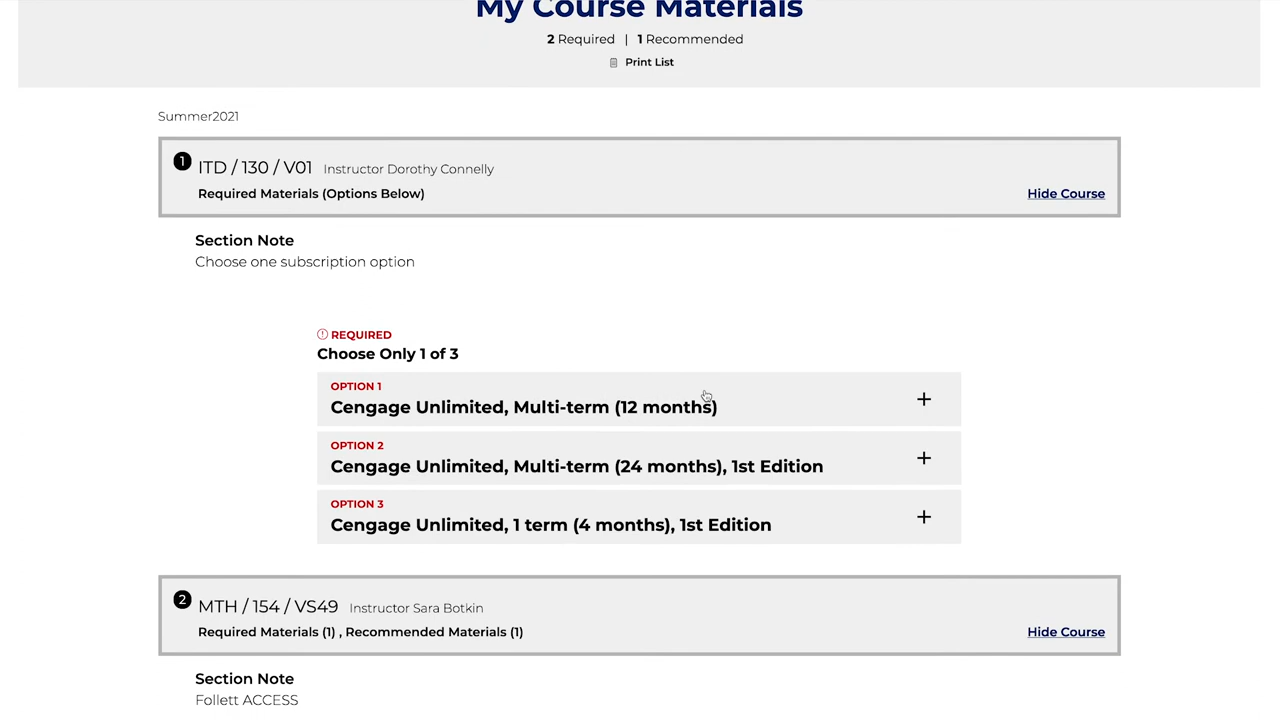 My Course Materials
2 Required | 1 Recommended
Print List
Summer2021
1 ITD / 130 / V01 Instructor Dorothy Connelly
Required Materials (Options Below) Hide Course
Section Note
Choose one subscription option
REQUIRED
Choose Only 1 of 3
OPTION 1
Cengage Unlimited, Multi-term (12 months) +
OPTION 2
Cengage Unlimited, Multi-term (24 months), 1st Edition +
OPTION 3
Cengage Unlimited, 1 term (4 months), 1st Edition +
2 MTH / 154 / VS49 Instructor Sara Botkin
Required Materials (1) , Recommended Materials (1) Hide Course
Section Note
Follett ACCESS